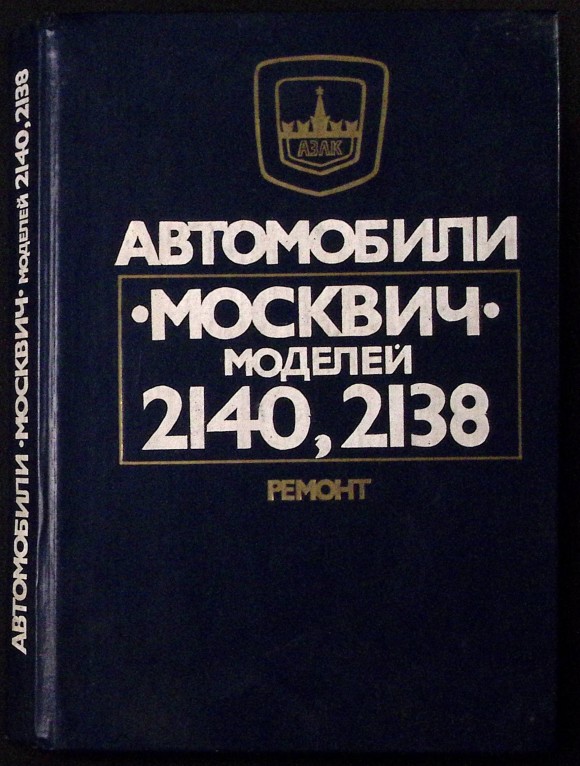 АЗЛК
АВТОМОБИЛИ
·МОСКВИЧ·
МОДЕЛЕЙ
2140, 2138
РЕМОНТ
АВТОМОБИЛИ ·МОСКВИЧ· МОДЕЛЕЙ 2140, 2138